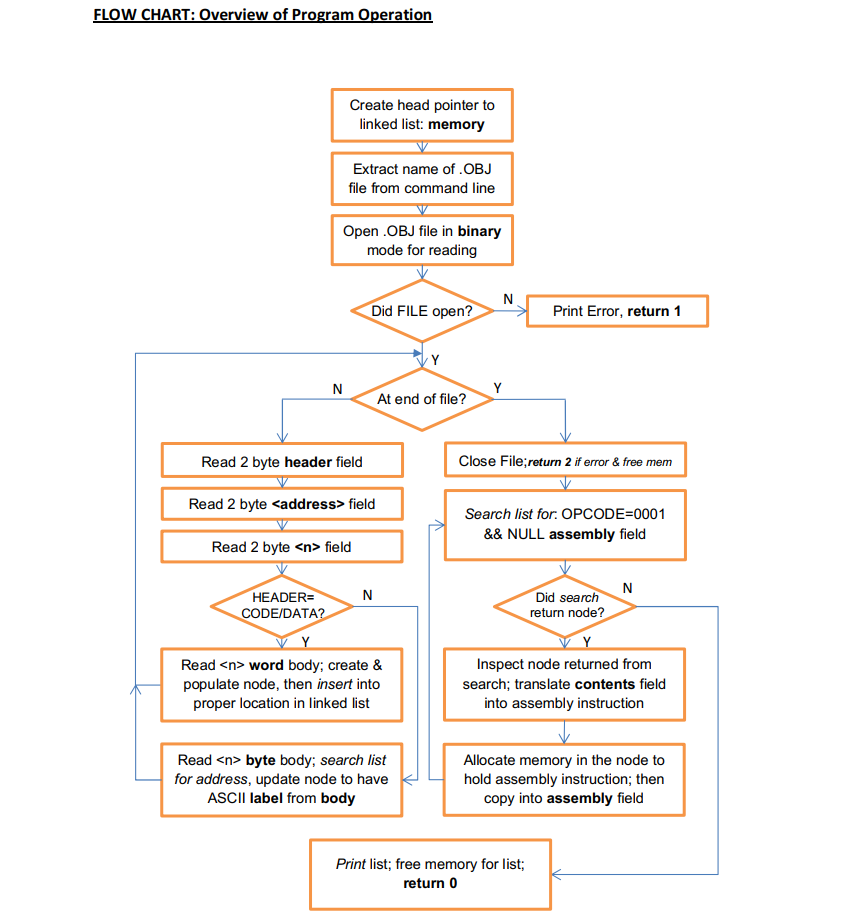 FLOW CHART: Overview of Program Operation
Create head pointer to
linked list: memory
Extract name of .OBJ
file from command line
Open .OBJ file in binary
mode for reading
Did FILE open?
N
Print Error, return 1
Y
At end of file?
N
Y
Read 2 byte header field
Read 2 byte <address> field
Read 2 byte <n> field
HEADER=
CODE/DATA?
N
Y
Read <n> word body; create &
populate node, then insert into
proper location in linked list
Read <n> byte body; search list
for address, update node to have
ASCII label from body
Close File;return 2 if error & free mem
Search list for: OPCODE=0001
&& NULL assembly field
Did search
return node?
N
Y
Inspect node returned from
search; translate contents field
into assembly instruction
Allocate memory in the node to
hold assembly instruction; then
copy into assembly field
Print list; free memory for list;
return 0